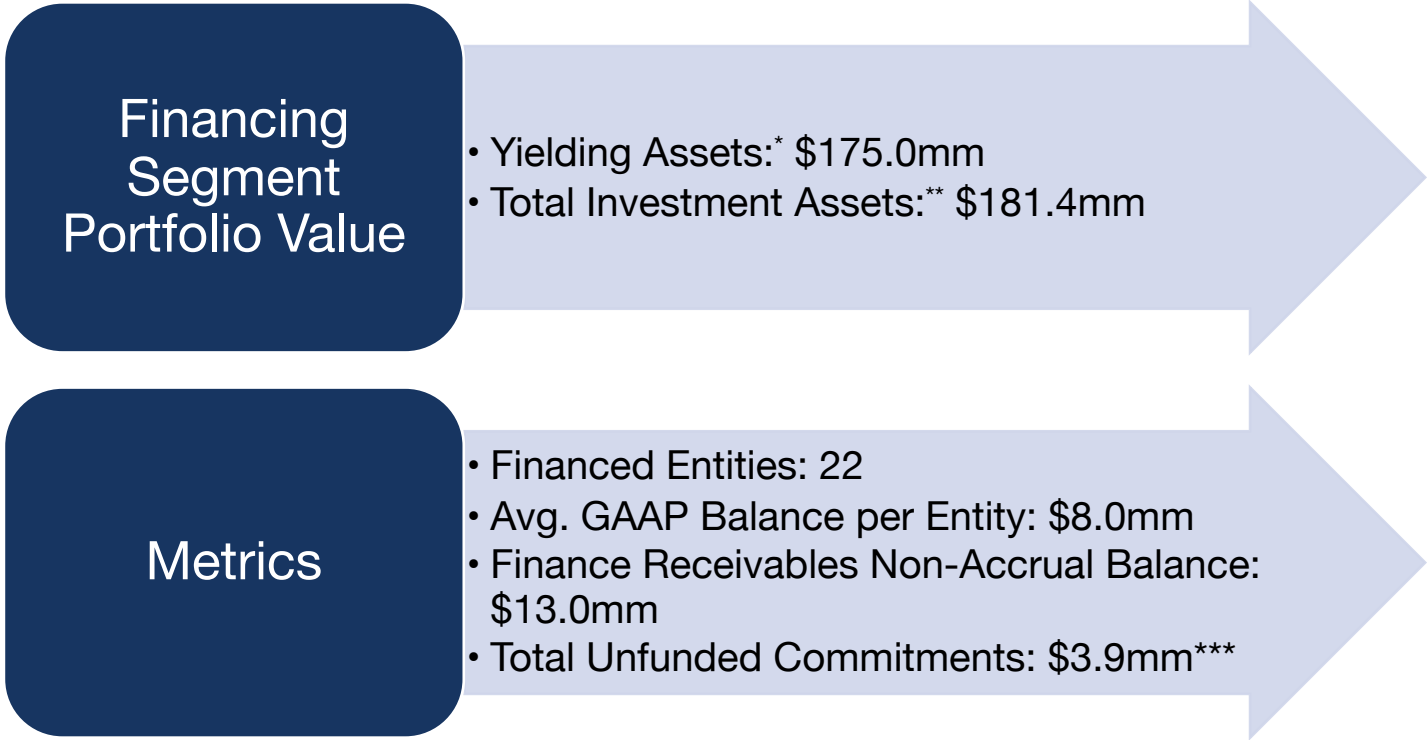 Financing
Segment
Portfolio Value
• Yielding Assets:* $175.0mm
• Total Investment Assets:** $181.4mm
Metrics
• Financed Entities: 22
• Avg. GAAP Balance per Entity: $8.0mm
• Finance Receivables Non-Accrual Balance:
$13.0mm
• Total Unfunded Commitments: $3.9mm***